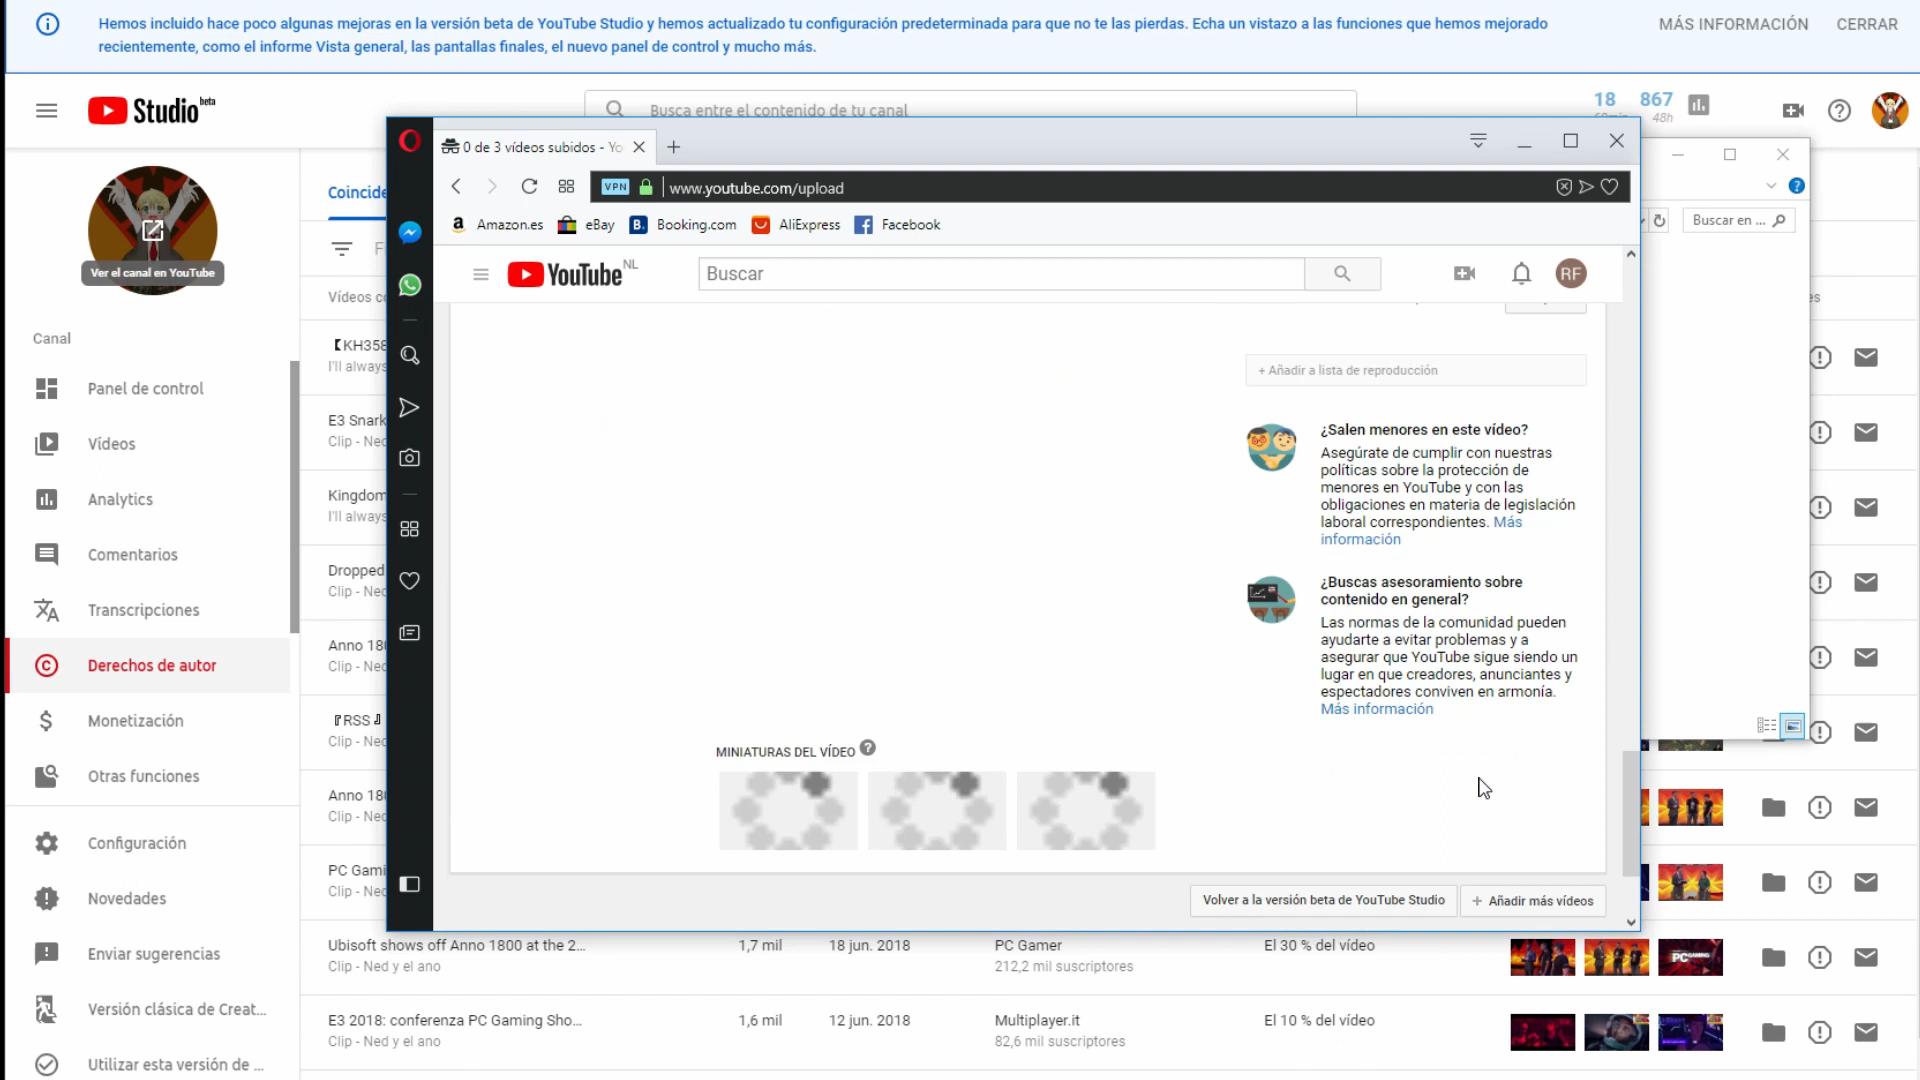 Hemos incluido hace poco algunas mejoras en la versión beta de YouTube Studio y hemos actualizado tu configuración predeterminada para que no te las pierdas. Echa un vistazo a las funciones que hemos mejorado
recientemente, como el informe Vista general, las pantallas finales, el nuevo panel de control y mucho más.
MÁS INFORMACIÓN
CERRAR
Studio beta
Busca entre el contenido de tu canal
18
867
48h
0 de 3 vídeos subidos - Yo
VPN
www.youtube.com/upload
Amazon.es
eBay
Booking.com
AliExpress
Facebook
Buscar en ...
YouTube NL
Buscar
RF
Ver el canal en YouTube
Canal
Panel de control
Vídeos
Analytics
Comentarios
Transcripciones
Derechos de autor
Monetización
Otras funciones
Configuración
Novedades
Enviar sugerencias
Versión clásica de Creat...
Utilizar esta versión de ...
Coincide
Vídeos c
【KH358
I'll always
E3 Snark
Clip - Ned
Kingdom
I'll always
Dropped
Clip - Ned
Anno 180
Clip - Ned
『RSS』
Clip - Ned
Anno 180
Clip - Ned
PC Gami
Clip - Ned
+ Añadir a lista de reproducción
¿Salen menores en este vídeo?
Asegúrate de cumplir con nuestras
políticas sobre la protección de
menores en YouTube y con las
obligaciones en materia de legislación
laboral correspondientes. Más
información
¿Buscas asesoramiento sobre
contenido en general?
Las normas de la comunidad pueden
ayudarte a evitar problemas y a
asegurar que YouTube sigue siendo un
lugar en que creadores, anunciantes y
espectadores conviven en armonía.
Más información
MINIATURAS DEL VÍDEO
Volver a la versión beta de YouTube Studio
+ Añadir más vídeos
Ubisoft shows off Anno 1800 at the 2...
Clip - Ned y el ano
1,7 mil
18 jun. 2018
PC Gamer
212,2 mil suscriptores
El 30 % del vídeo
E3 2018: conferenza PC Gaming Sho...
Clip - Ned y el ano
1,6 mil
12 jun. 2018
Multiplayer.it
82,6 mil suscriptores
El 10 % del vídeo